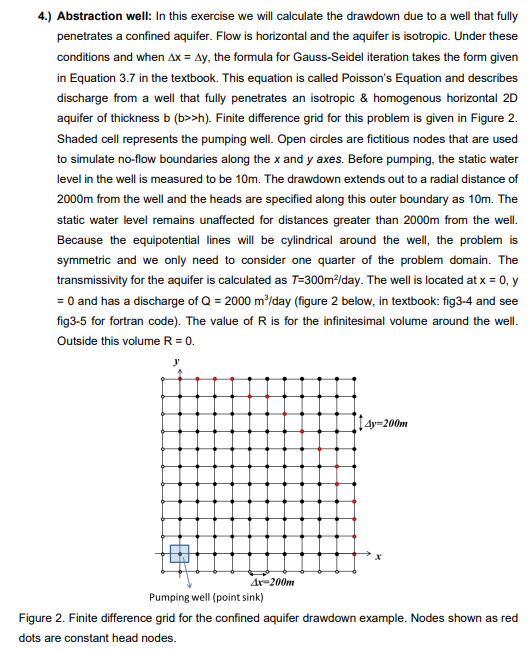 4.) Abstraction well: In this exercise we will calculate the drawdown due to a well that fully
penetrates a confined aquifer. Flow is horizontal and the aquifer is isotropic. Under these
conditions and when Δx = Δy, the formula for Gauss-Seidel iteration takes the form given
in Equation 3.7 in the textbook. This equation is called Poisson's Equation and describes
discharge from a well that fully penetrates an isotropic & homogenous horizontal 2D
aquifer of thickness b (b>>h). Finite difference grid for this problem is given in Figure 2.
Shaded cell represents the pumping well. Open circles are fictitious nodes that are used
to simulate no-flow boundaries along the x and y axes. Before pumping, the static water
level in the well is measured to be 10m. The drawdown extends out to a radial distance of
2000m from the well and the heads are specified along this outer boundary as 10m. The
static water level remains unaffected for distances greater than 2000m from the well.
Because the equipotential lines will be cylindrical around the well, the problem is
symmetric and we only need to consider one quarter of the problem domain. The
transmissivity for the aquifer is calculated as T=300m²/day. The well is located at x = 0, y
= 0 and has a discharge of Q = 2000 m³/day (figure 2 below, in textbook: fig3-4 and see
fig3-5 for fortran code). The value of R is for the infinitesimal volume around the well.
Outside this volume R = 0.
y
Δy=200m
x
Δx=200m
Pumping well (point sink)
Figure 2. Finite difference grid for the confined aquifer drawdown example. Nodes shown as red
dots are constant head nodes.